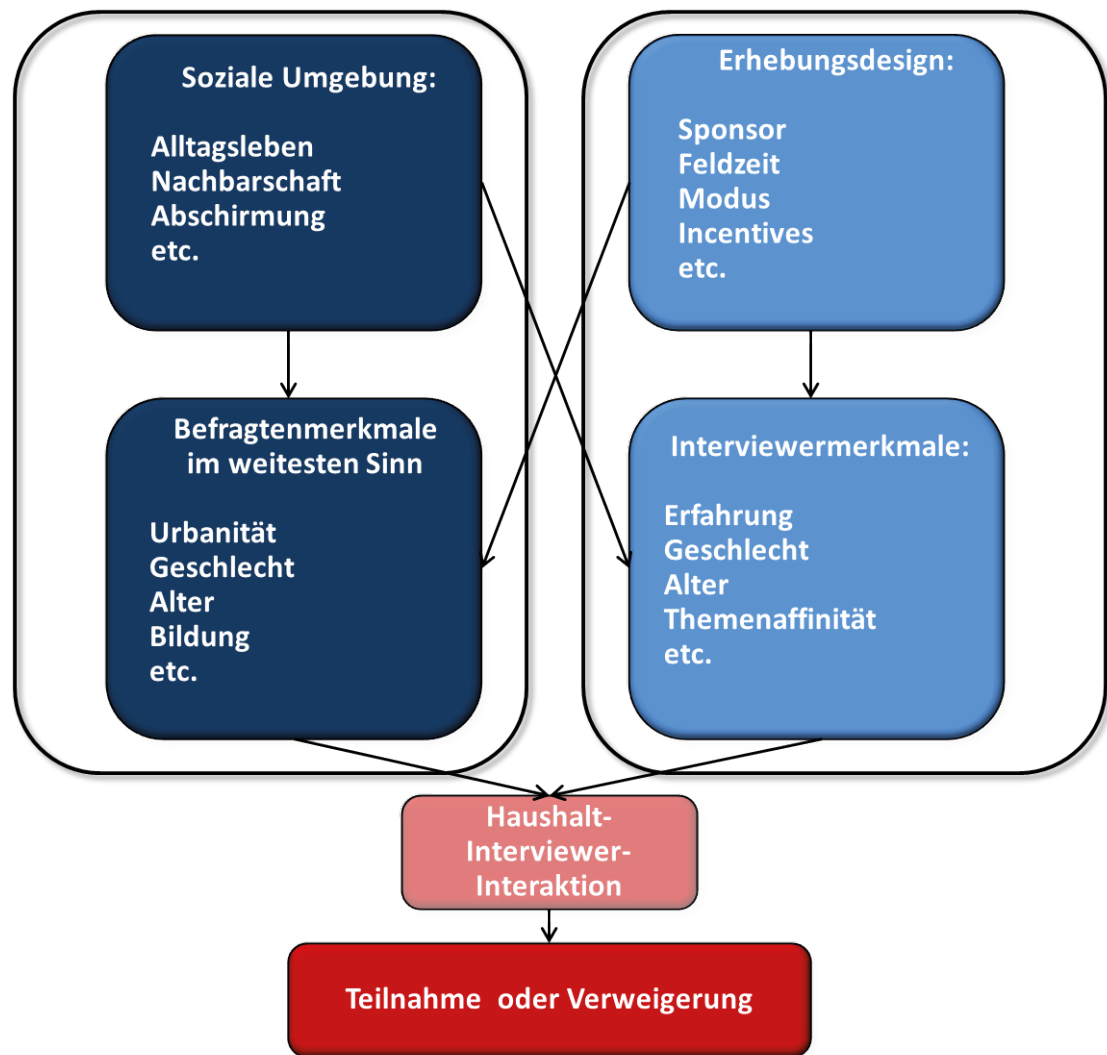 Soziale Umgebung:
Alltagsleben
Nachbarschaft
Abschirmung
etc.
Erhebungsdesign:
Sponsor
Feldzeit
Modus
Incentives
etc.
Befragtenmerkmale
im weitesten Sinn
Urbanität
Geschlecht
Alter
Bildung
etc.
Interviewermerkmale:
Erfahrung
Geschlecht
Alter
Themenaffinität
etc.
Haushalt-
Interviewer-
Interaktion
Teilnahme oder Verweigerung